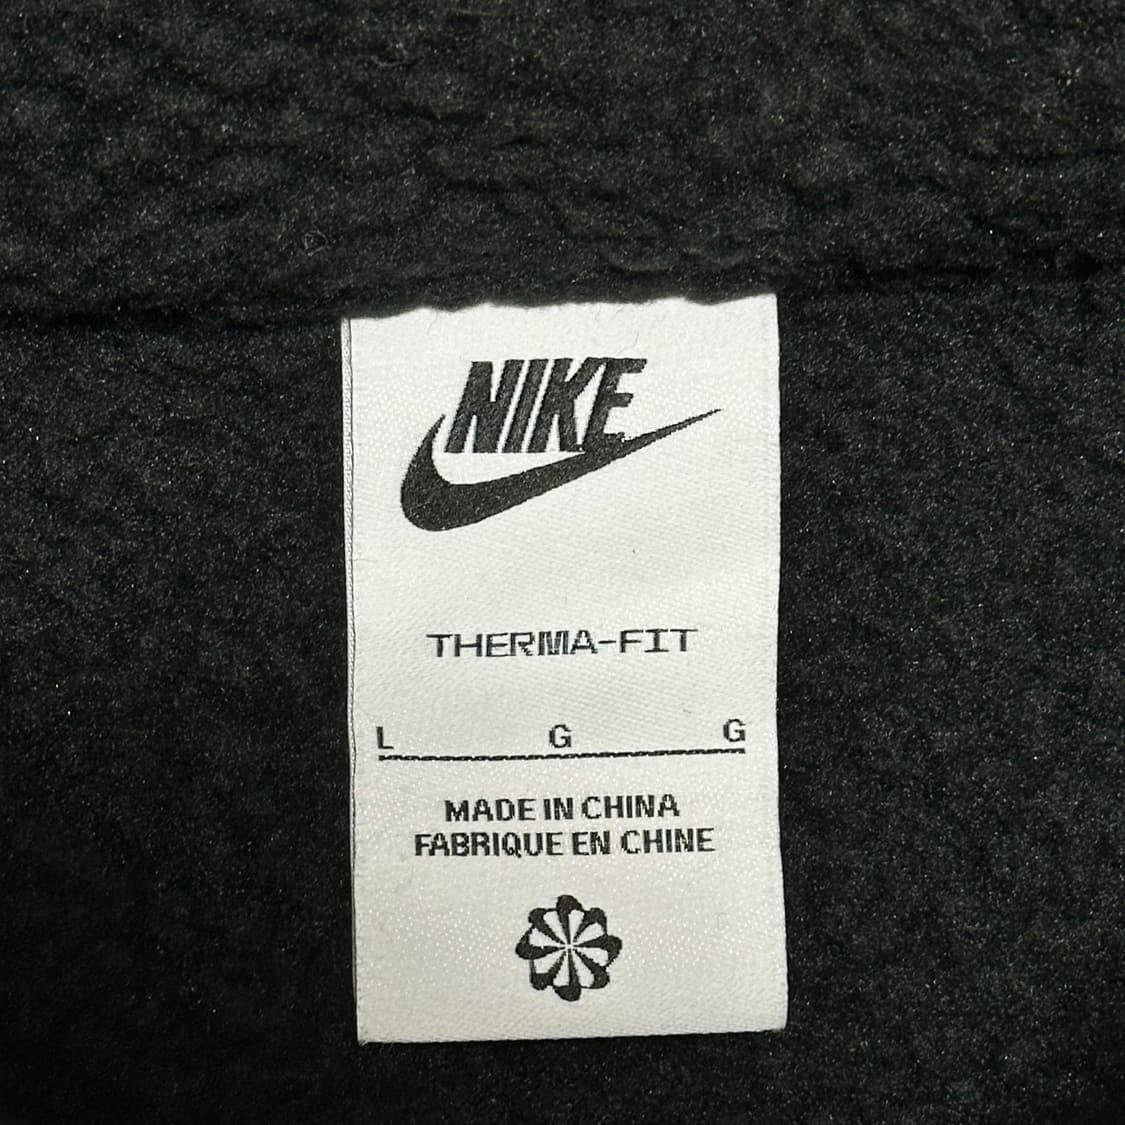 NIKE
THERMA-FIT
L G G
MADE IN CHINA
FABRIQUE EN CHINE